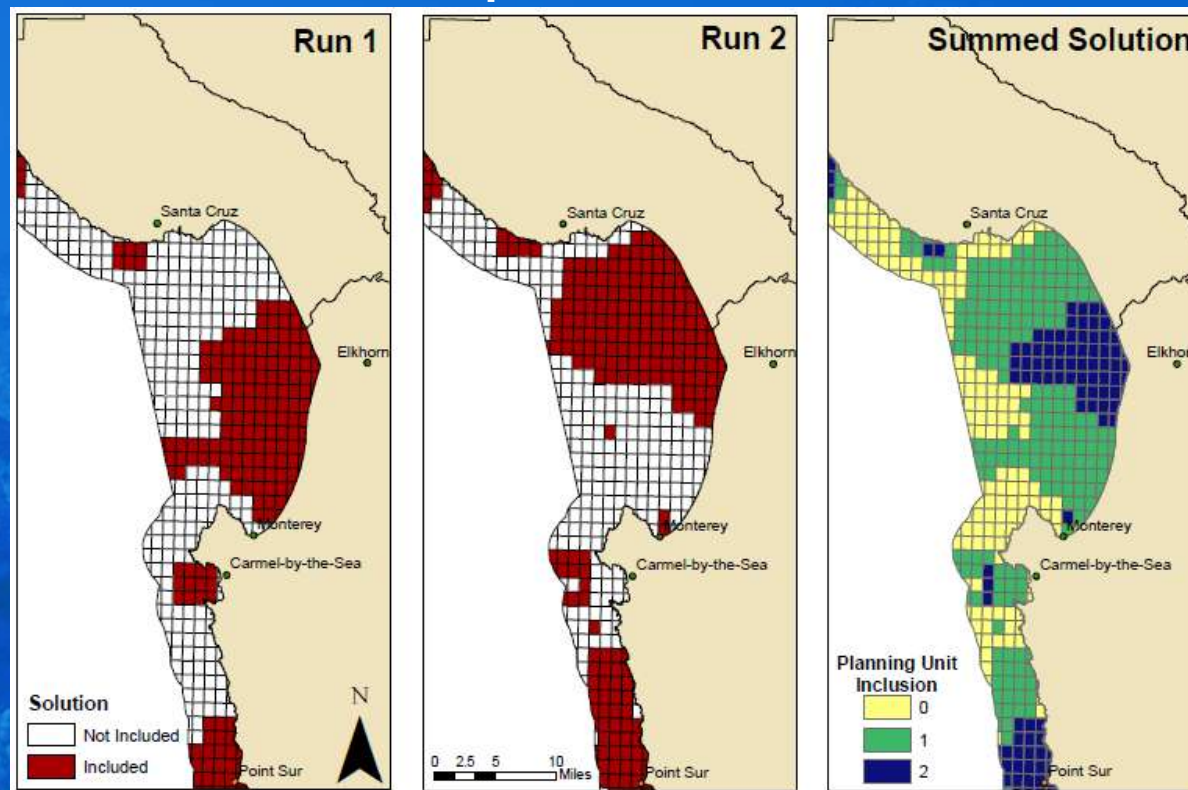 Run 1
Santa Cruz
Elkhorn
Monterey
Carmel-by-the-Sea
Solution
Not Included
Included
N
Point Sur
Run 2
Santa Cruz
Elkhorn
Monterey
Carmel-by-the-Sea
0 2.5 5 10
Miles
Point Sur
Summed Solution
Santa Cruz
Elkhorn
Monterey
Carmel-by-the-Sea
Planning Unit
Inclusion
0
1
2
Point Sur